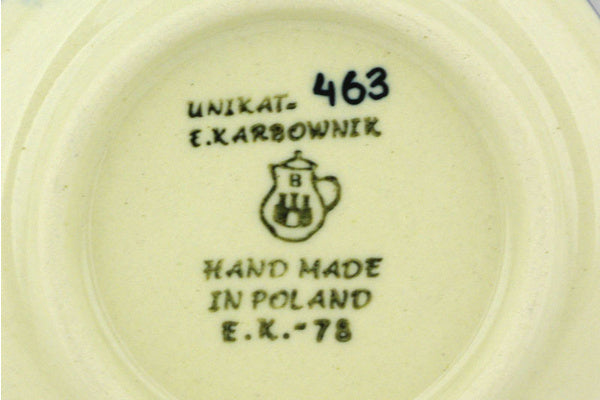 UNIKAT- 463
E.KARBOWNIK
B
HAND MADE
IN POLAND
E.K.-78